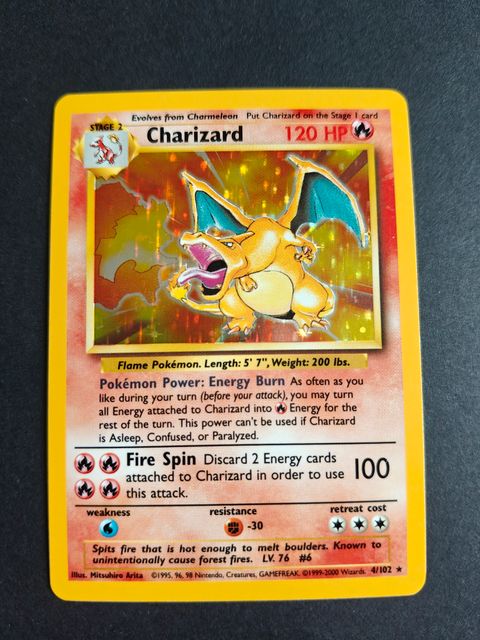 Evolves from Charmeleon Put Charizard on the Stage 1 card
STAGE 2
Charizard 120 HP
Flame Pokémon. Length: 5' 7", Weight: 200 lbs.
Pokémon Power: Energy Burn As often as you
like during your turn (before your attack), you may turn
all Energy attached to Charizard into Energy for the
rest of the turn. This power can't be used if Charizard
is Asleep, Confused, or Paralyzed.
Fire Spin Discard 2 Energy cards
attached to Charizard in order to use 100
this attack.
weakness resistance retreat cost
-30
Spits fire that is hot enough to melt boulders. Known to
unintentionally cause forest fires. LV. 76 #6
Illus. Mitsuhiro Arita ©1995, 96, 98 Nintendo, Creatures, GAMEFREAK. ©1999-2000 Wizards. 4/102 ★